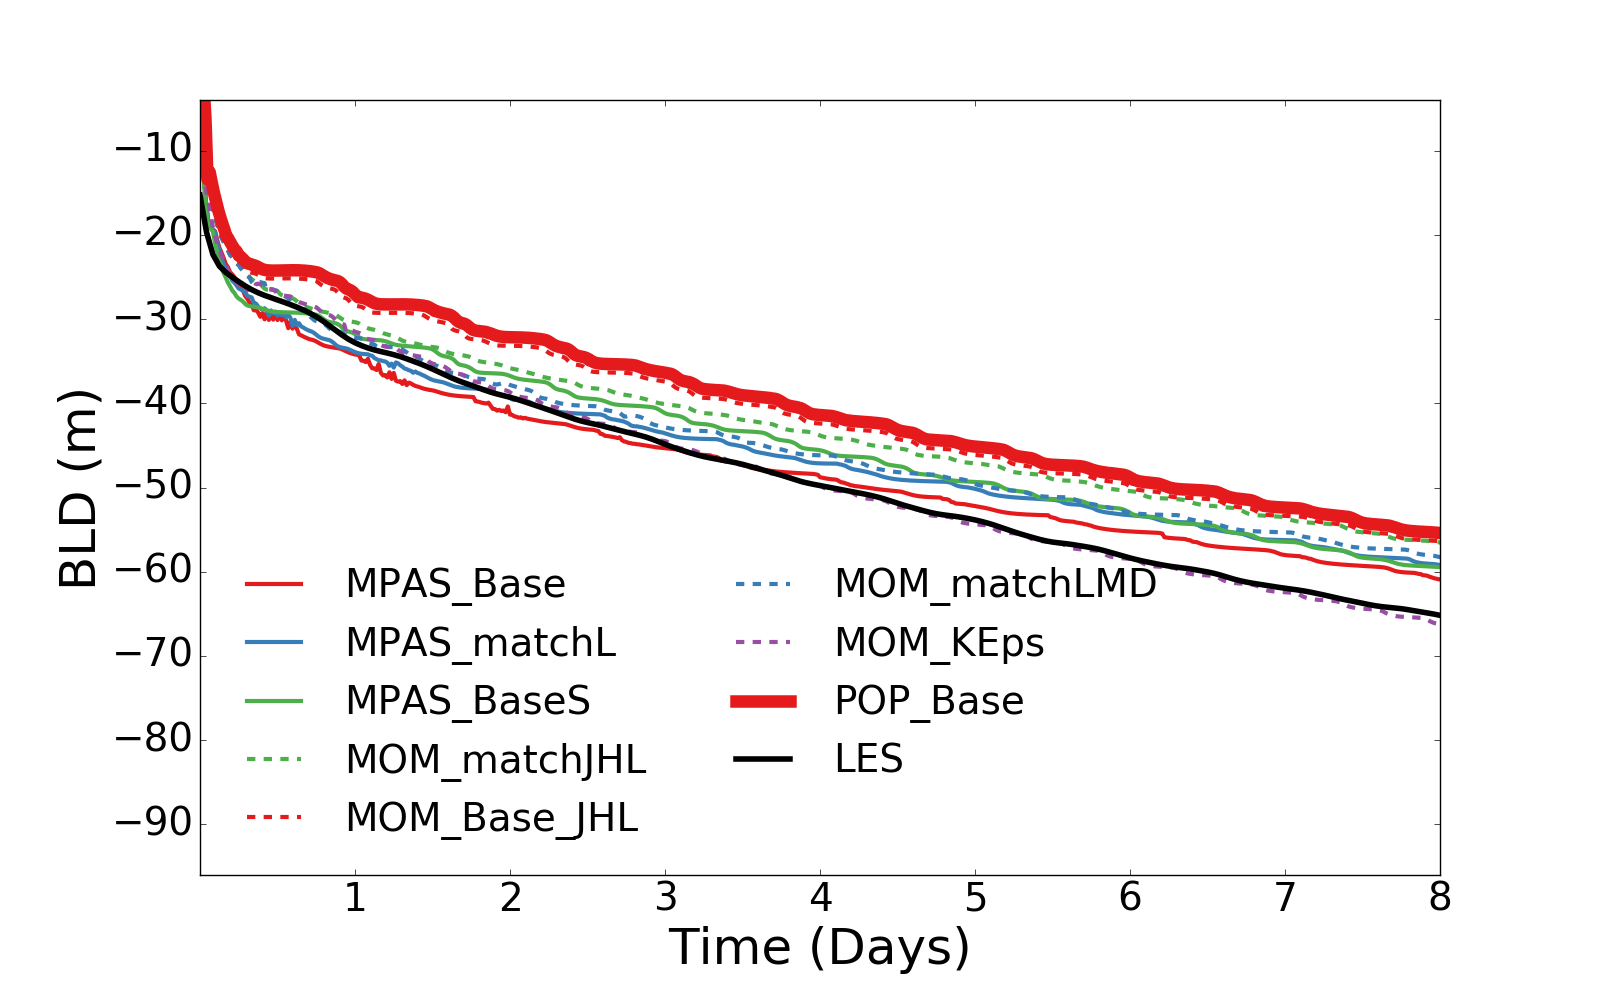 BLD (m)
−10
−20
−30
−40
−50
−60
−70
−80
−90
MPAS_Base
MPAS_matchL
MPAS_BaseS
MOM_matchJHL
MOM_Base_JHL
MOM_matchLMD
MOM_KEps
POP_Base
LES
1 2 3 4 5 6 7 8
Time (Days)